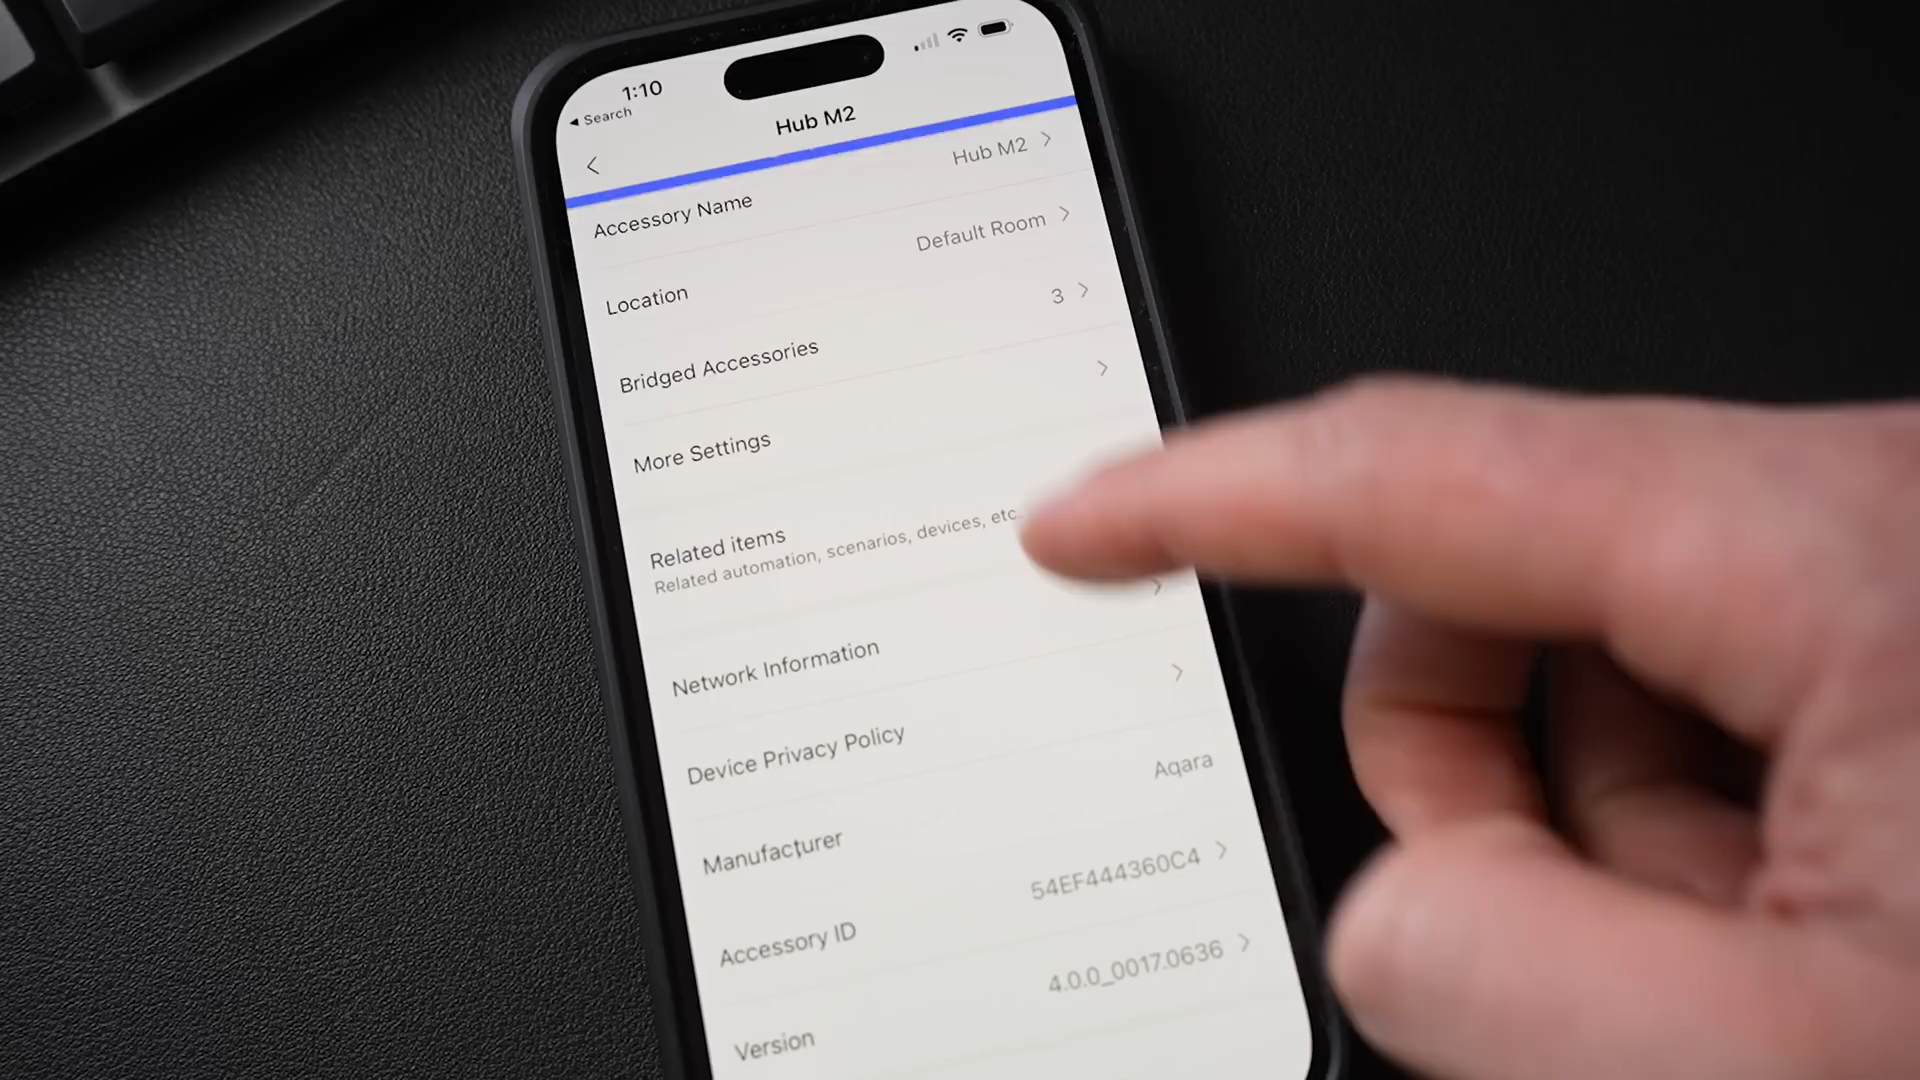 1:10
Search
Hub M2
Accessory Name
Hub M2
Location
Default Room
Bridged Accessories
3
More Settings
Related items
Related automation, scenarios, devices, etc.
Network Information
Device Privacy Policy
Manufacturer
Aqara
Accessory ID
54EF444360C4
Version
4.0.0_0017.0636